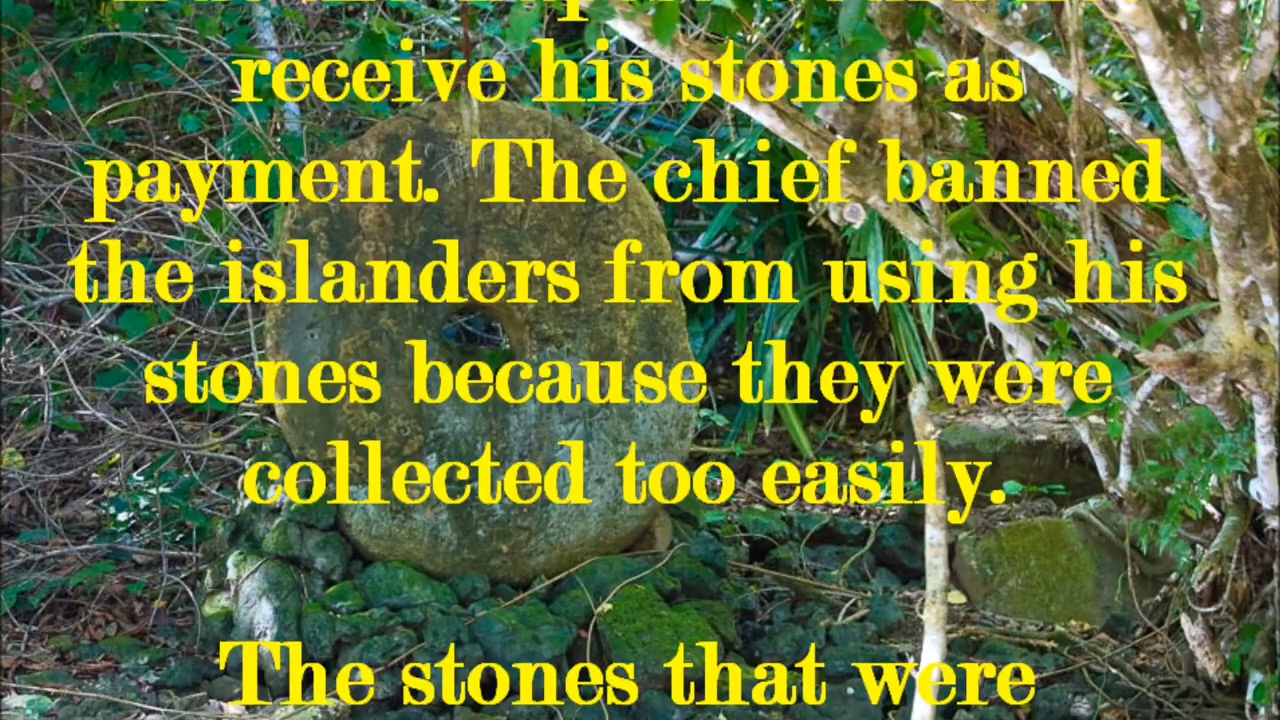 receive his stones as
payment. The chief banned
the islanders from using his
stones because they were
collected too easily.
The stones that were